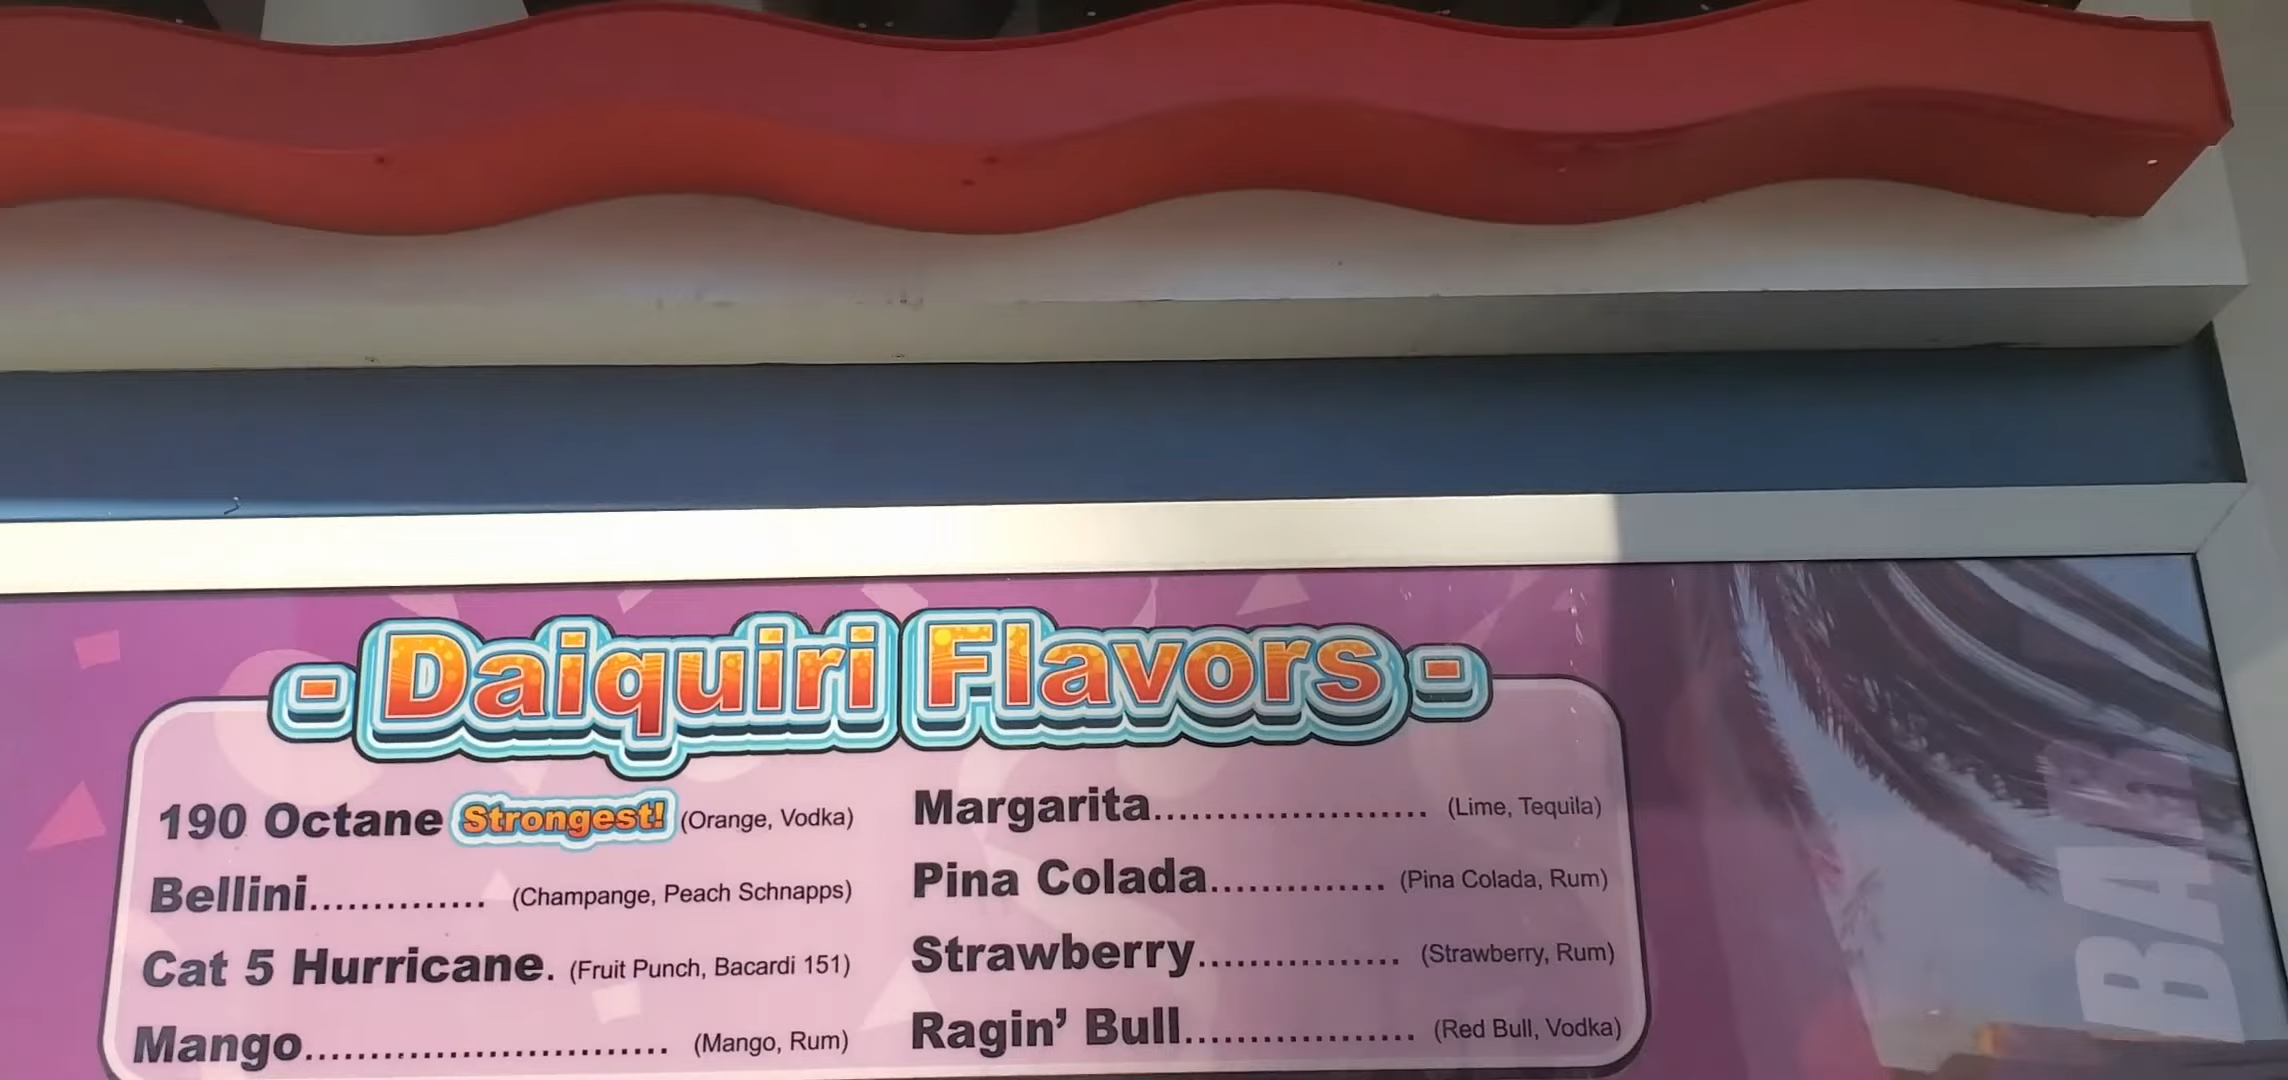 - Daiquiri Flavors -
190 Octane Strongest! (Orange, Vodka)
Bellini.............. (Champange, Peach Schnapps)
Cat 5 Hurricane. (Fruit Punch, Bacardi 151)
Mango............................. (Mango, Rum)
Margarita...................... (Lime, Tequila)
Pina Colada.............. (Pina Colada, Rum)
Strawberry................ (Strawberry, Rum)
Ragin’ Bull................... (Red Bull, Vodka)